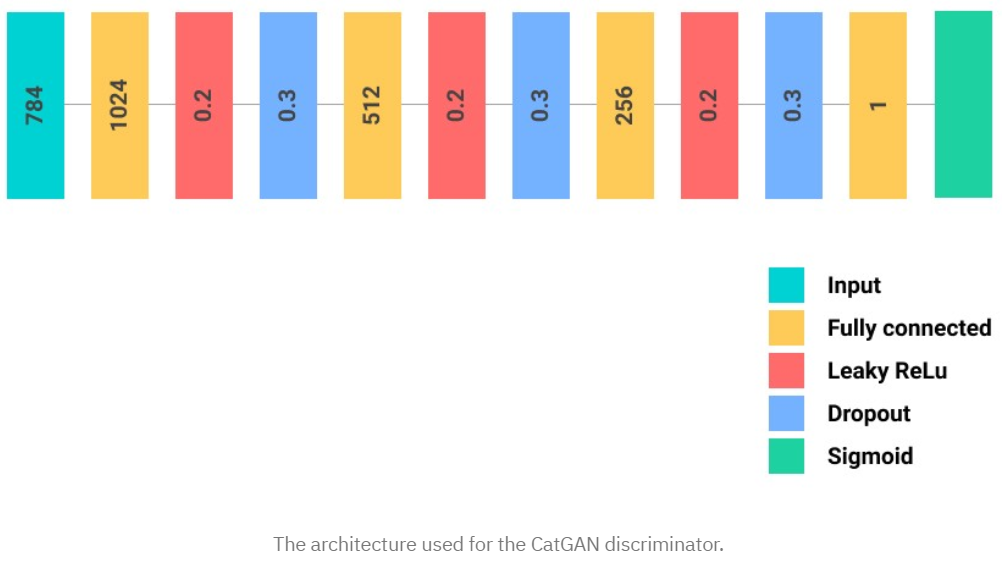 784
1024
0.2
0.3
512
0.2
0.3
256
0.2
0.3
1
Input
Fully connected
Leaky ReLu
Dropout
Sigmoid
The architecture used for the CatGAN discriminator.